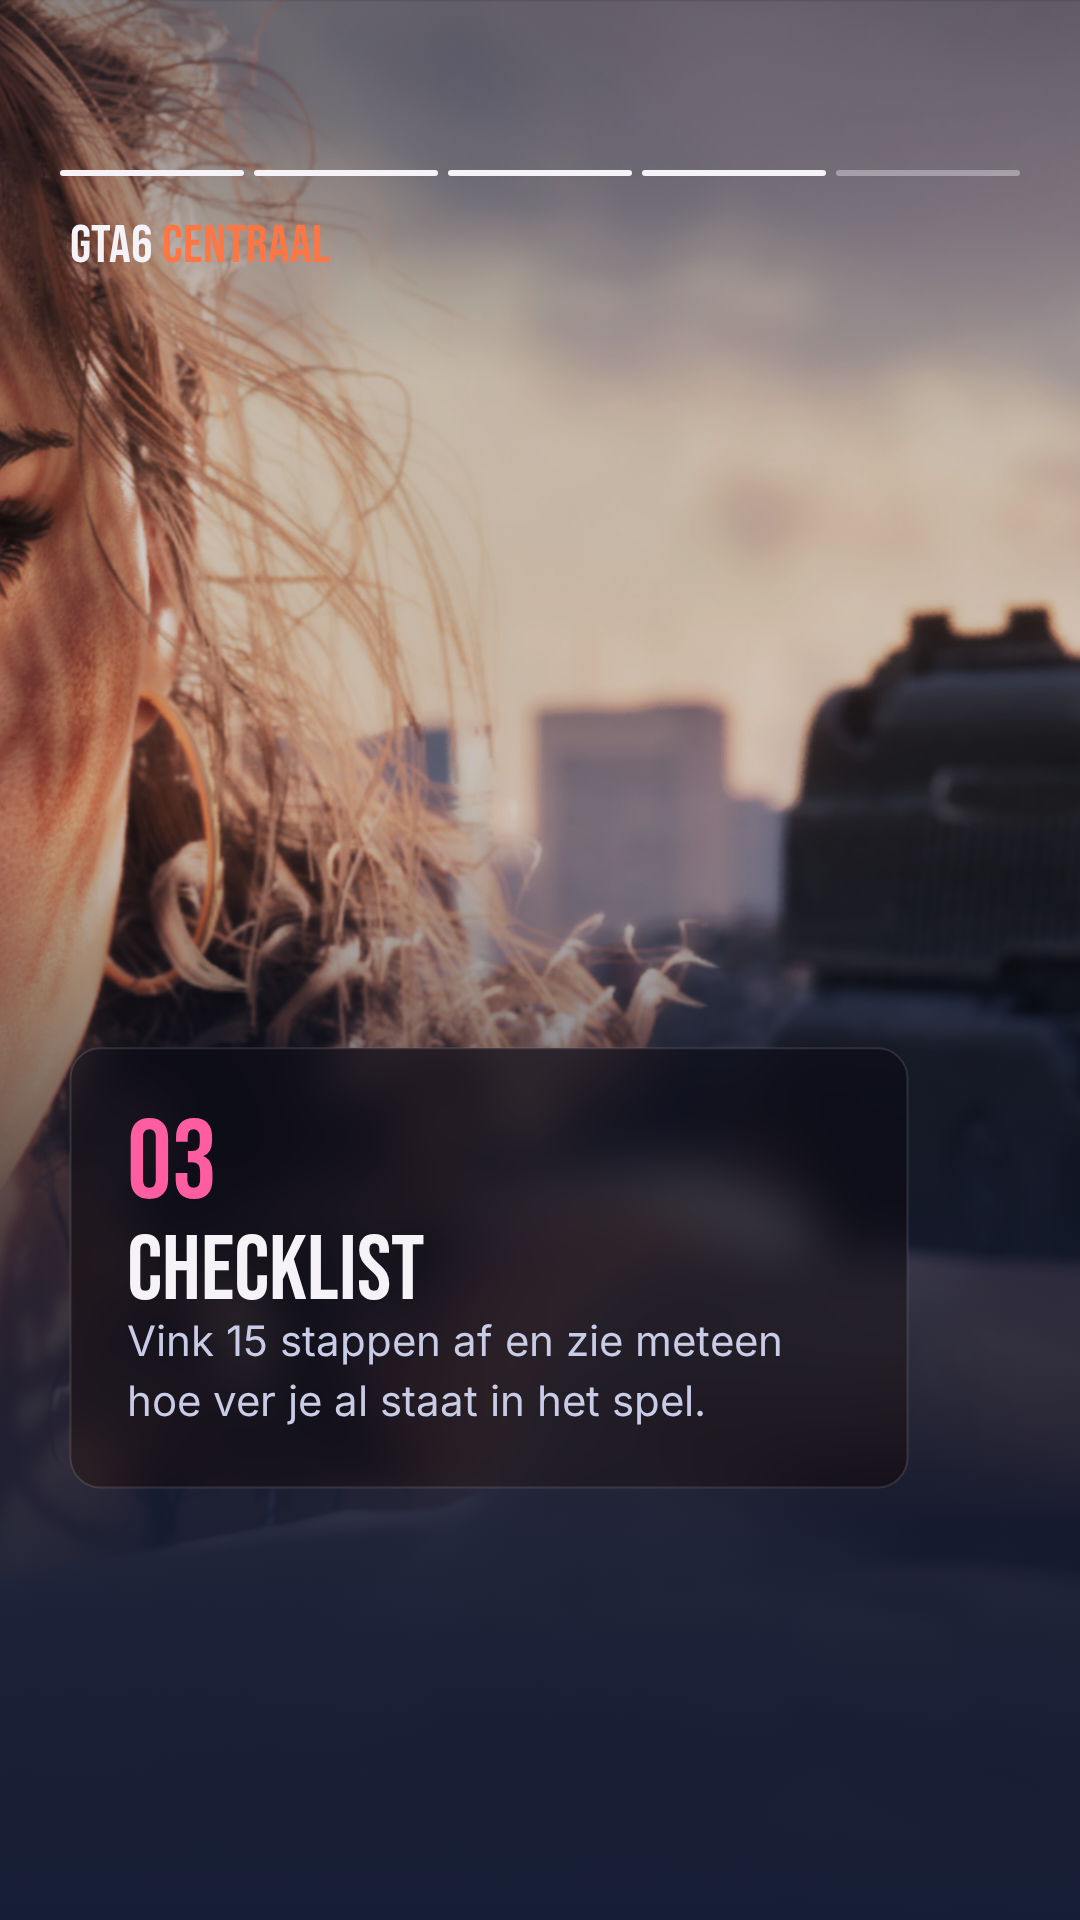 GTA6 CENTRAAL
03
CHECKLIST
Vink 15 stappen af en zie meteen
hoe ver je al staat in het spel.